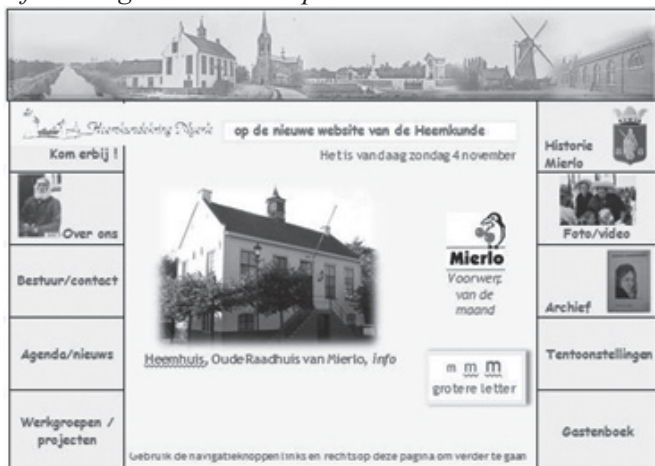 Heemkundekring
op de nieuwe website van de Heemkunde
Het is vandaag zondag 4 november
Kom erbij !
Over ons
Bestuur/contact
Agenda/nieuws
Werkgroepen /
projecten
Mierlo
Voorwerp
van de
maand
Heemhuis, Oude Raadhuis van Mierlo, info
m m m
grotere letter
Gebruik de navigatieknoppen links en rechts op deze pagina om verder te gaan
Historie
Mierlo
Foto/video
Archief
Tentoonstellingen
Gastenboek